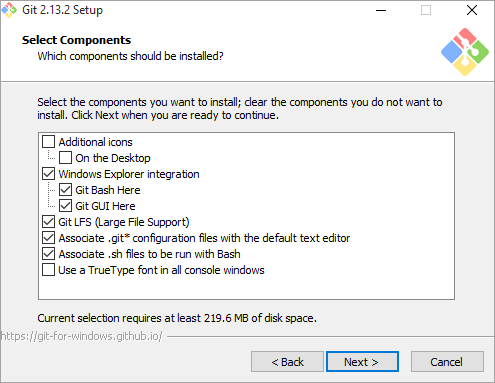 Git 2.13.2 Setup
Select Components
Which components should be installed?
Select the components you want to install; clear the components you do not want to
install. Click Next when you are ready to continue.
Additional icons
On the Desktop
Windows Explorer integration
Git Bash Here
Git GUI Here
Git LFS (Large File Support)
Associate .git* configuration files with the default text editor
Associate .sh files to be run with Bash
Use a TrueType font in all console windows
Current selection requires at least 219.6 MB of disk space.
https://git-for-windows.github.io/
< Back
Next >
Cancel